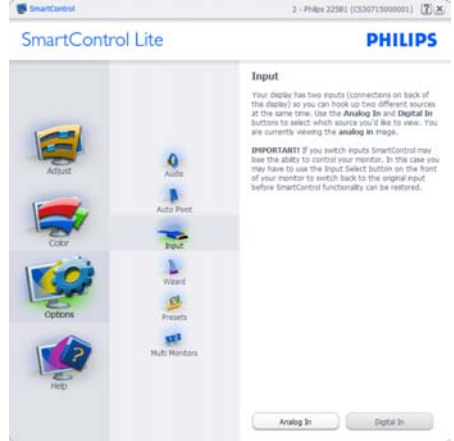 SmartControl
2 - Philips 225B1 (CS30715000001)
SmartControl Lite
PHILIPS
Adjust
Color
Options
Help
Audio
Auto Pivot
Input
Wizard
Presets
Multi Monitors
Input
Your display has two inputs (connections on back of
the display) so you can hook up two different sources
at the same time. Use the Analog In and Digital In
buttons to select which source you'd like to view. You
are currently viewing the analog in image.
IMPORTANT! If you switch inputs SmartControl may
lose the ability to control your monitor. In this case you
may have to use the Input Select button on the front
of your monitor to switch back to the original input
before SmartControl functionality can be restored.
Analog In
Digital In